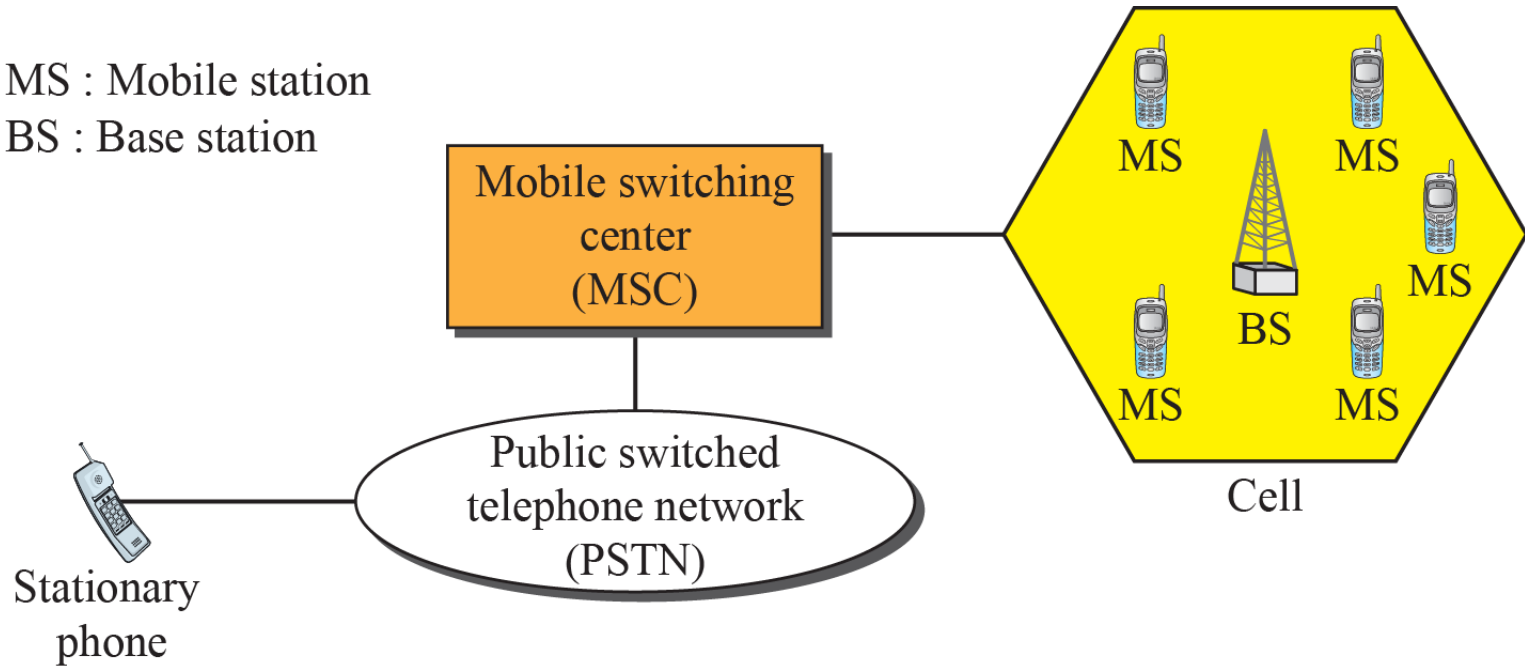 MS : Mobile station
BS : Base station
Mobile switching
center
(MSC)
Public switched
telephone network
(PSTN)
Stationary
phone
MS
MS
MS
BS
MS
MS
Cell